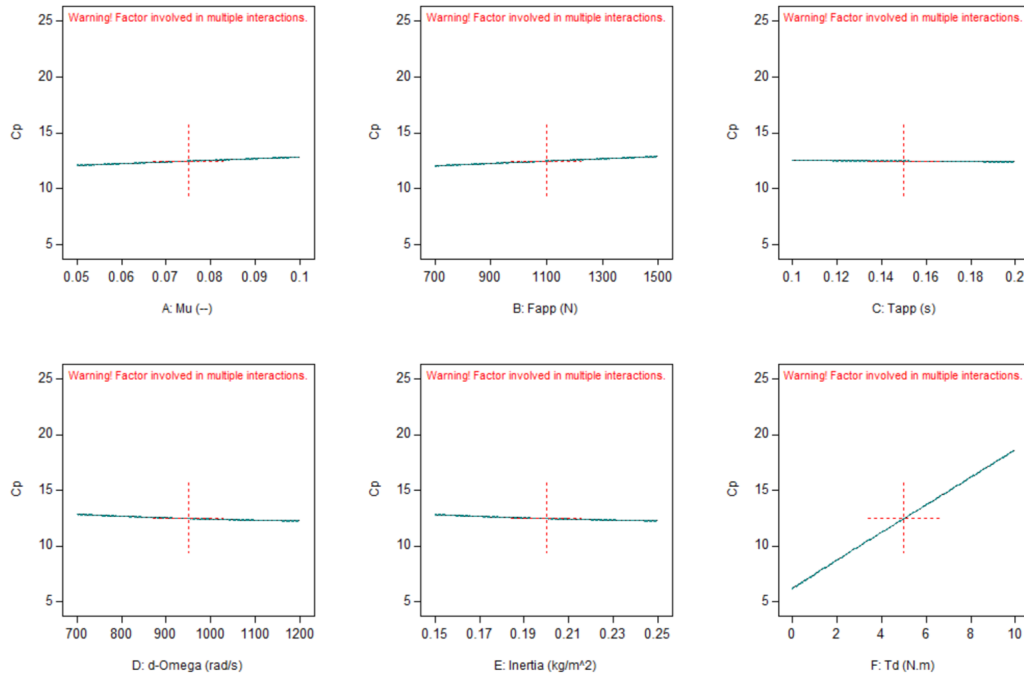 Warning! Factor involved in multiple interactions.
25
20
15
10
5
Cp
0.05 0.06 0.07 0.08 0.09 0.1
A: Mu (--)
Warning! Factor involved in multiple interactions.
25
20
15
10
5
Cp
700 900 1100 1300 1500
B: Fapp (N)
Warning! Factor involved in multiple interactions.
25
20
15
10
5
Cp
0.1 0.12 0.14 0.16 0.18 0.2
C: Tapp (s)
Warning! Factor involved in multiple interactions.
25
20
15
10
5
Cp
700 800 900 1000 1100 1200
D: d-Omega (rad/s)
Warning! Factor involved in multiple interactions.
25
20
15
10
5
Cp
0.15 0.17 0.19 0.21 0.23 0.25
E: Inertia (kg/m^2)
Warning! Factor involved in multiple interactions.
25
20
15
10
5
Cp
0 2 4 6 8 10
F: Td (N.m)